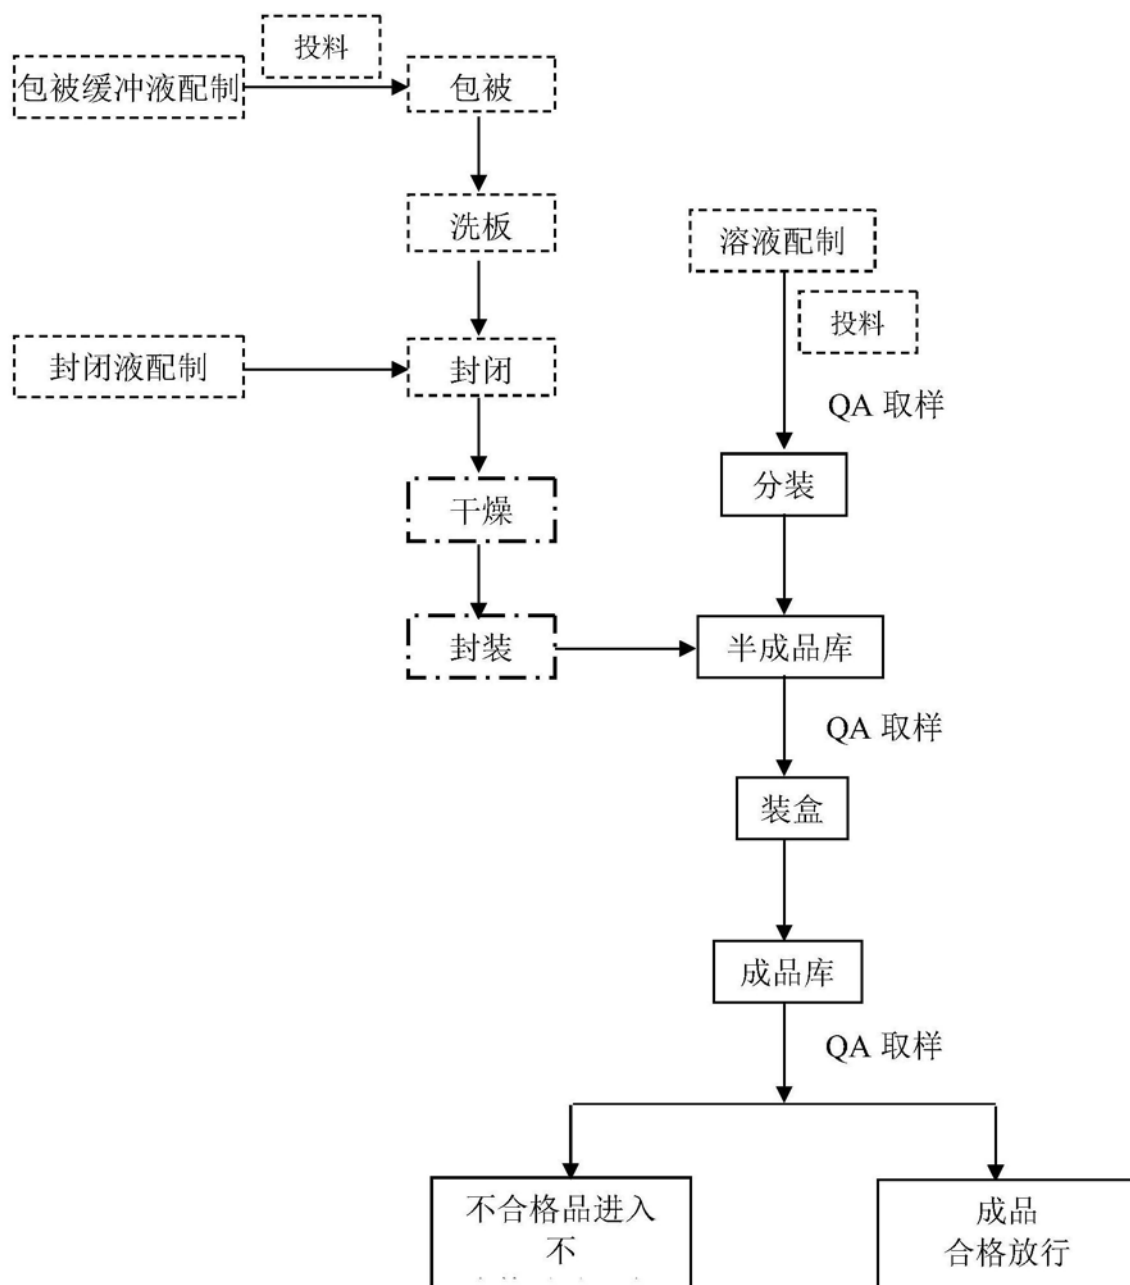 投料
包被缓冲液配制
包被
洗板
溶液配制
投料
封闭液配制
封闭
QA 取样
分装
干燥
封装
半成品库
QA 取样
装盒
成品库
QA 取样
不合格品进入
不
成品
合格放行